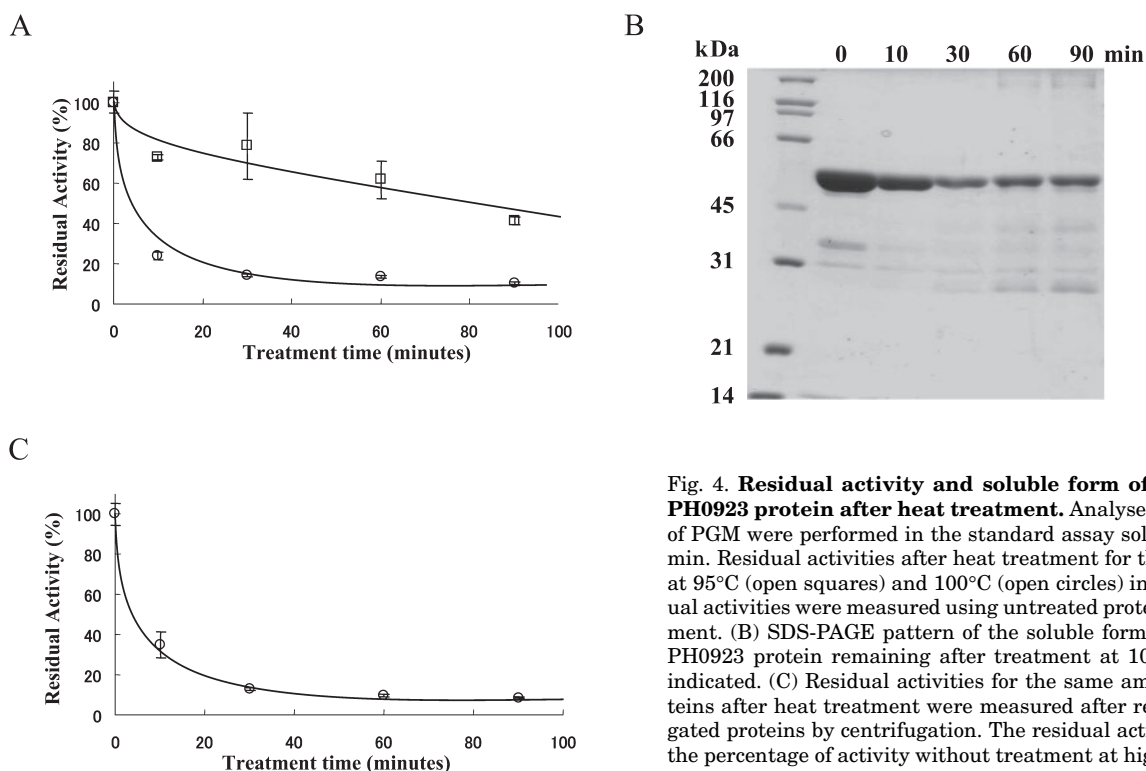 A
Residual Activity (%)
100
80
60
40
20
0
0 20 40 60 80 100
Treatment time (minutes)
B
kDa 0 10 30 60 90 min
200
116
97
66
45
31
21
14
C
Residual Activity (%)
100
80
60
40
20
0
0 20 40 60 80 100
Treatment time (minutes)
Fig. 4. Residual activity and soluble form of
PH0923 protein after heat treatment. Analyse
of PGM were performed in the standard assay sol
min. Residual activities after heat treatment for th
at 95°C (open squares) and 100°C (open circles) in
ual activities were measured using untreated prote
ment. (B) SDS-PAGE pattern of the soluble form
PH0923 protein remaining after treatment at 10
indicated. (C) Residual activities for the same am
teins after heat treatment were measured after re
gated proteins by centrifugation. The residual act
the percentage of activity without treatment at hig